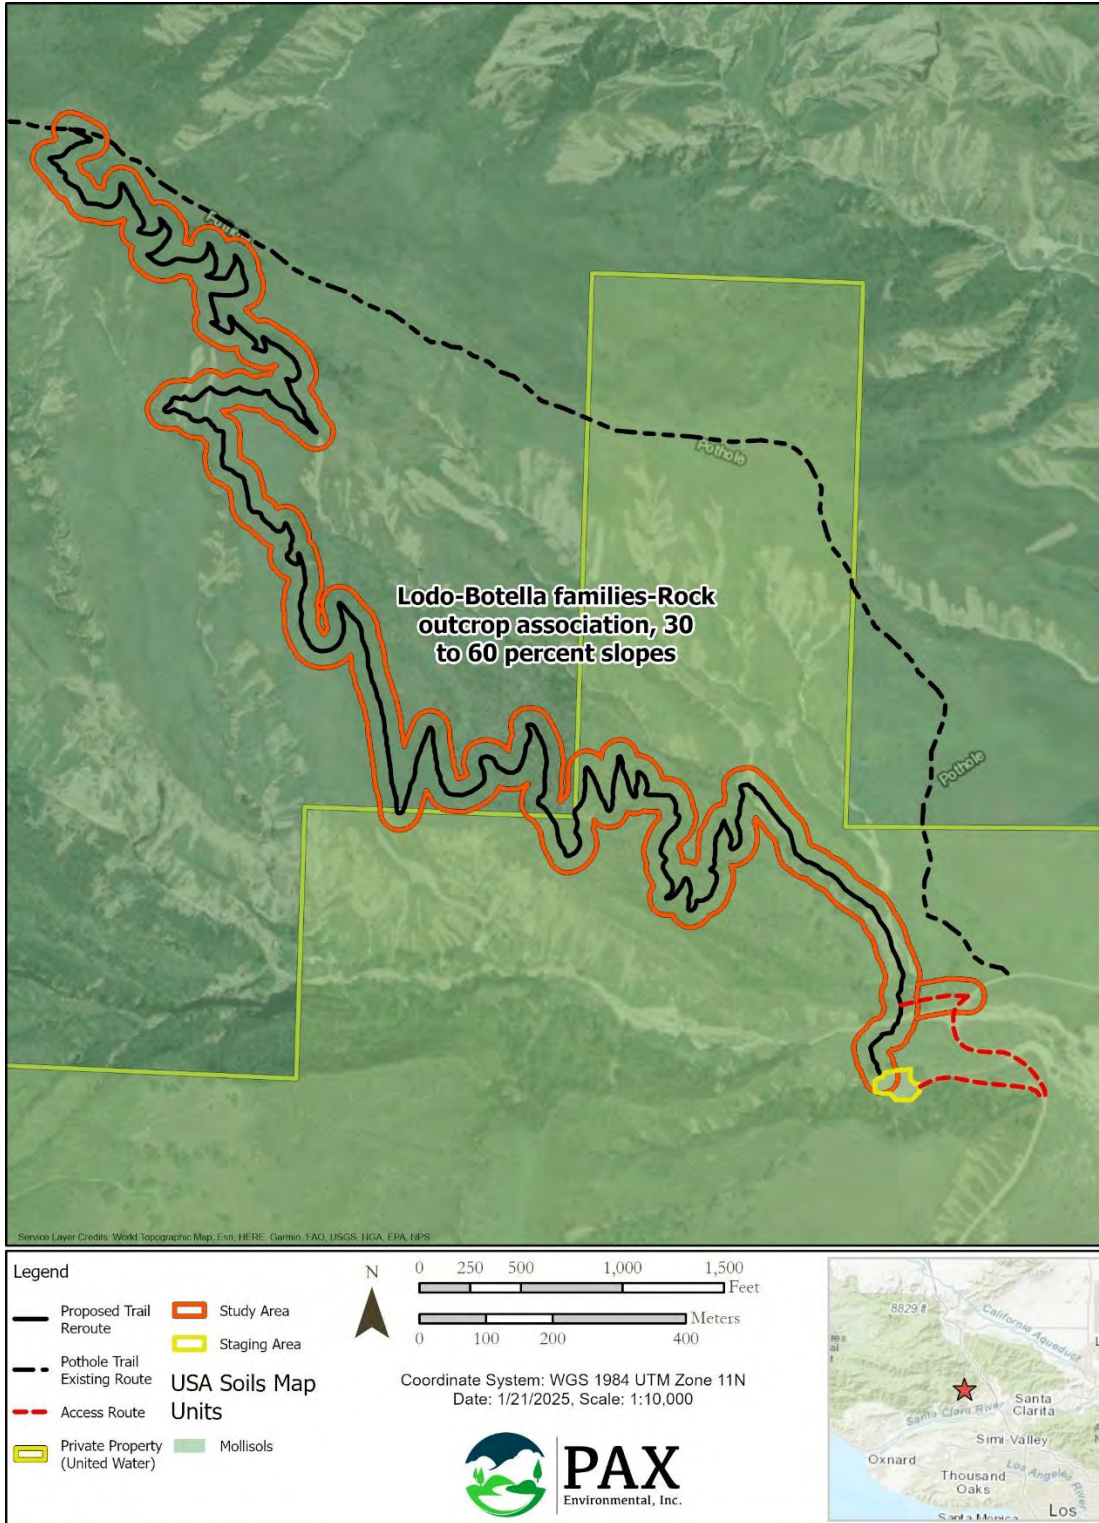 Pothole
Lodo-Botella families-Rock
outcrop association, 30
to 60 percent slopes
Pothole
Service Layer Credits: World Topographic Map: Esri, HERE, Garmin, FAO, USGS, NGA, EPA, NPS
Legend
Proposed Trail
Reroute
Pothole Trail
Existing Route
Access Route
Private Property
(United Water)
Study Area
Staging Area
USA Soils Map
Units
Mollisols
N
0 250 500 1,000 1,500
Feet
Meters
0 100 200 400
Coordinate System: WGS 1984 UTM Zone 11N
Date: 1/21/2025, Scale: 1:10,000
PAX
Environmental, Inc.
8829 ft
California Aqueduct
Santa Clara River
Santa
Clarita
Simi Valley
Oxnard
Los Angeles River
Thousand
Oaks
Los
Santa Monica